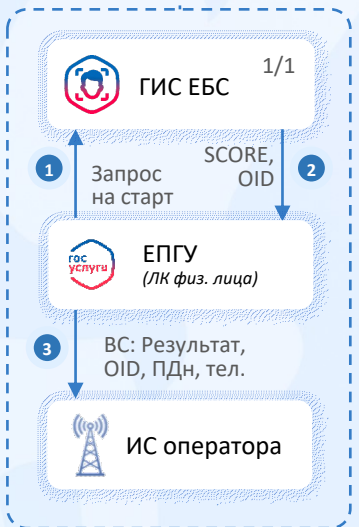 ГИС ЕБС
1/1
1
Запрос
на старт
SCORE,
OID
2
гос
услуги
ЕПГУ
(ЛК физ. лица)
3
ВС: Результат,
OID, ПДн, тел.
ИС оператора